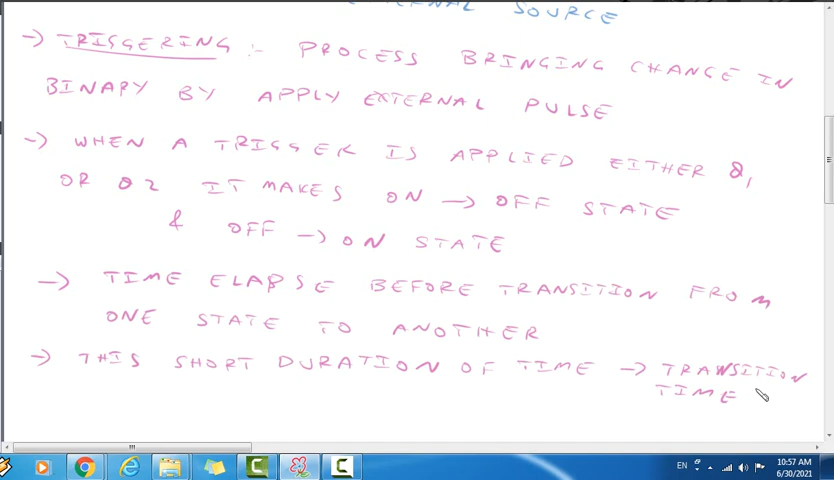 SOURCE
-> TRIGGERING :- PROCESS BRINGING CHANGE IN
BINARY BY APPLY EXTERNAL PULSE
-> WHEN A TRIGGER IS APPLIED EITHER Q1
OR Q2 IT MAKES ON -> OFF STATE
& OFF -> ON STATE
-> TIME ELAPSE BEFORE TRANSITION FROM
ONE STATE TO ANOTHER
-> THIS SHORT DURATION OF TIME -> TRANSITION
TIME
EN
10:57 AM
6/30/2021